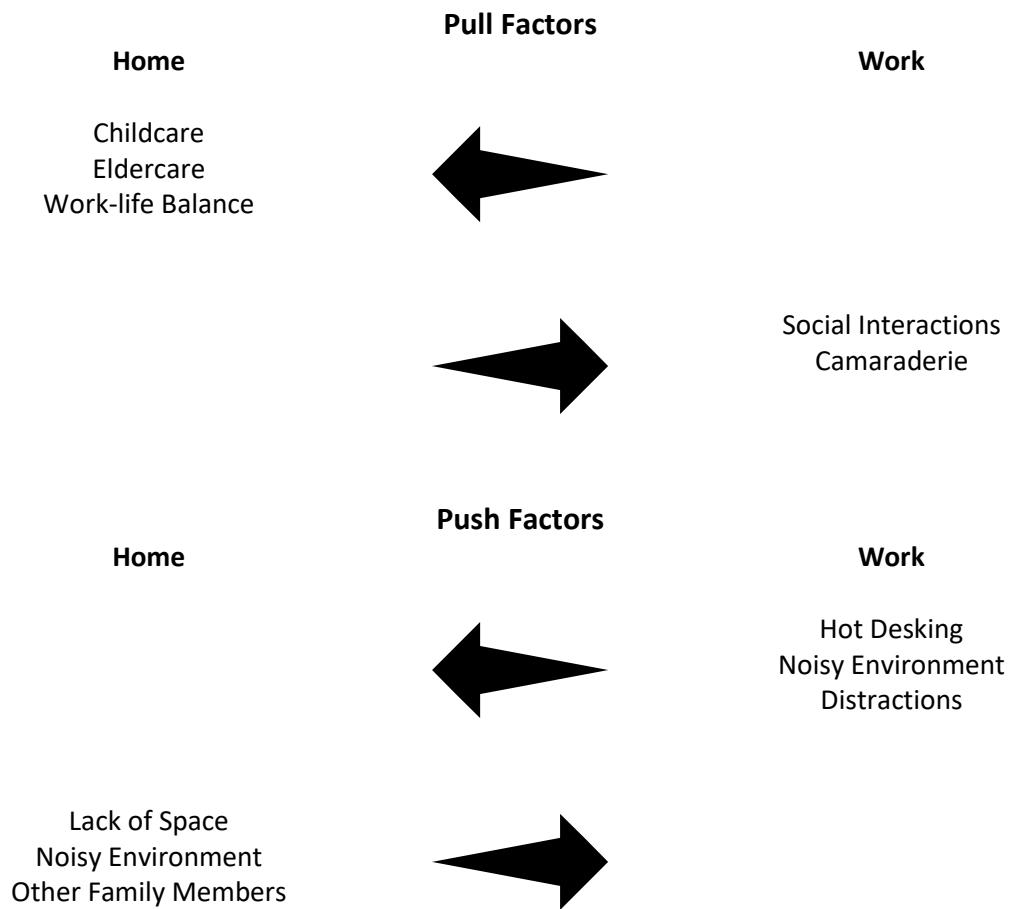 Pull Factors
Home
Work
Childcare
Eldercare
Work-life Balance
Social Interactions
Camaraderie
Push Factors
Home
Work
Hot Desking
Noisy Environment
Distractions
Lack of Space
Noisy Environment
Other Family Members